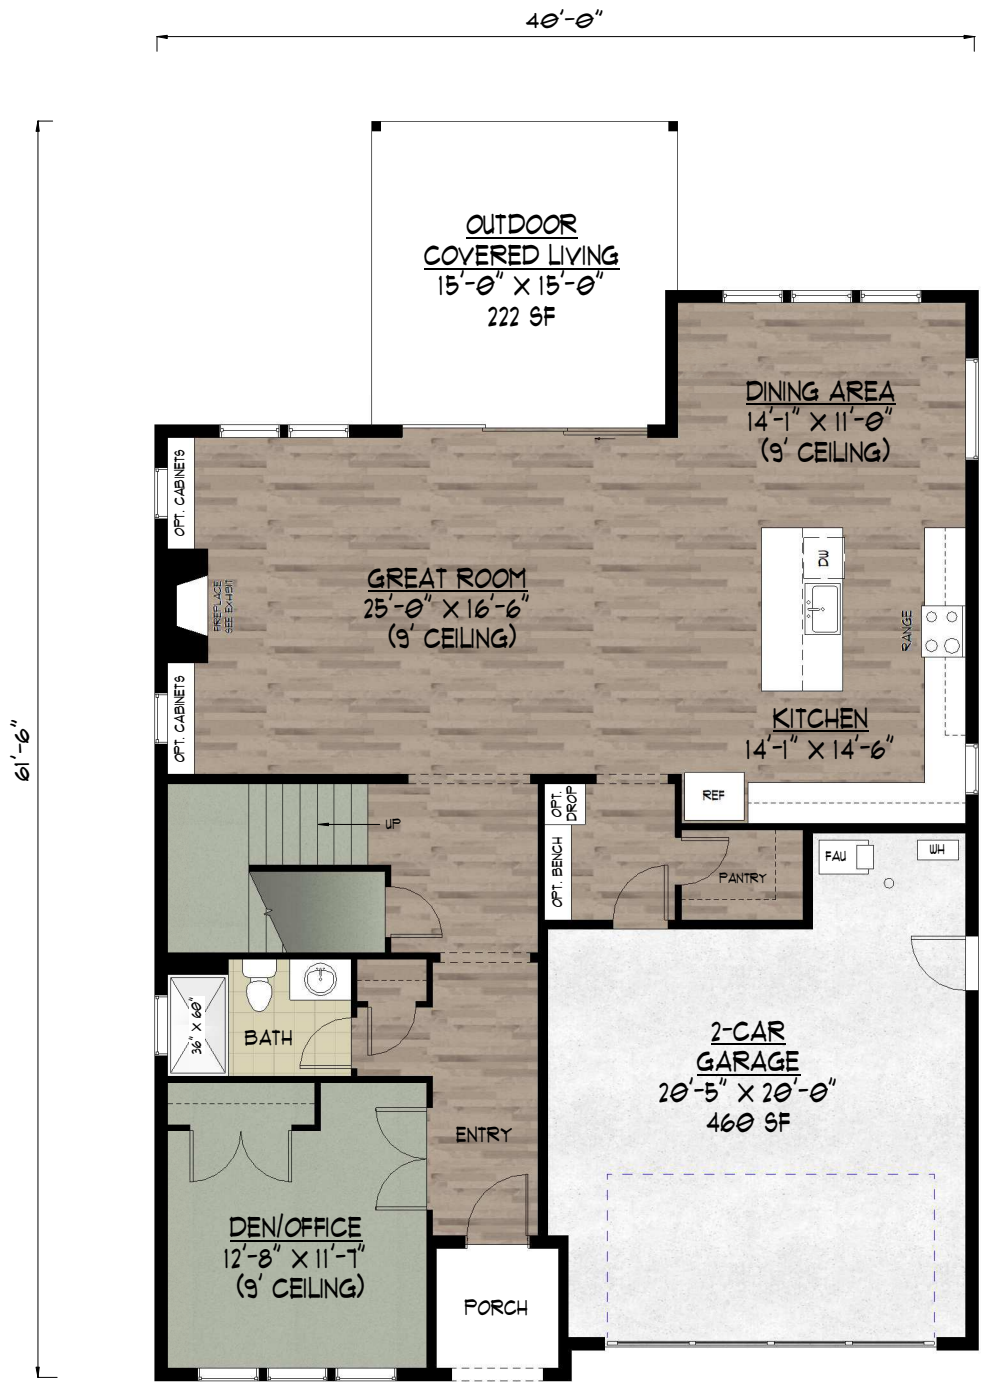 40'-0"
OUTDOOR
COVERED LIVING
15'-0" X 15'-0"
222 SF
DINING AREA
14'-1" X 11'-0"
(9' CEILING)
OPT. CABINETS
GREAT ROOM
25'-0" X 16'-6"
(9' CEILING)
FIREPLACE
SEE EXHIBIT
DW
RANGE
61'-6"
OPT. CABINETS
KITCHEN
14'-1" X 14'-6"
REF
OPT.
DROP
UP
OPT. BENCH
PANTRY
FAU
WH
36" X 60"
BATH
2-CAR
GARAGE
20'-5" X 20'-0"
460 SF
ENTRY
DEN/OFFICE
12'-8" X 11'-7"
(9' CEILING)
PORCH